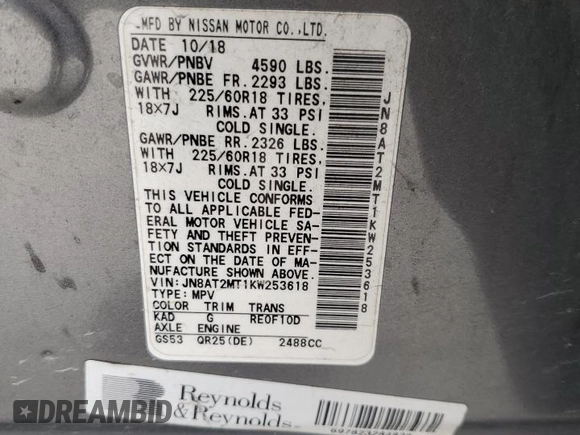 MFD BY NISSAN MOTOR CO.,LTD.
DATE 10/18
GVWR/PNBV 4590 LBS.
GAWR/PNBE FR. 2293 LBS.
WITH 225/60R18 TIRES,
18X7J RIMS.AT 33 PSI
COLD SINGLE.
GAWR/PNBE RR. 2326 LBS.
WITH 225/60R18 TIRES,
18X7J RIMS.AT 33 PSI
COLD SINGLE.
THIS VEHICLE CONFORMS
TO ALL APPLICABLE FED-
ERAL MOTOR VEHICLE SA-
FETY AND THEFT PREVEN-
TION STANDARDS IN EFF-
ECT ON THE DATE OF MA-
NUFACTURE SHOWN ABOVE.
VIN:JN8AT2MT1KW253618
TYPE:MPV
COLOR TRIM TRANS
KAD G RE0F10D
AXLE ENGINE
GS53 QR25(DE) 2488CC
JN8AT2MT1KW253618
Reynolds
&Reynolds
DREAMBID.COM